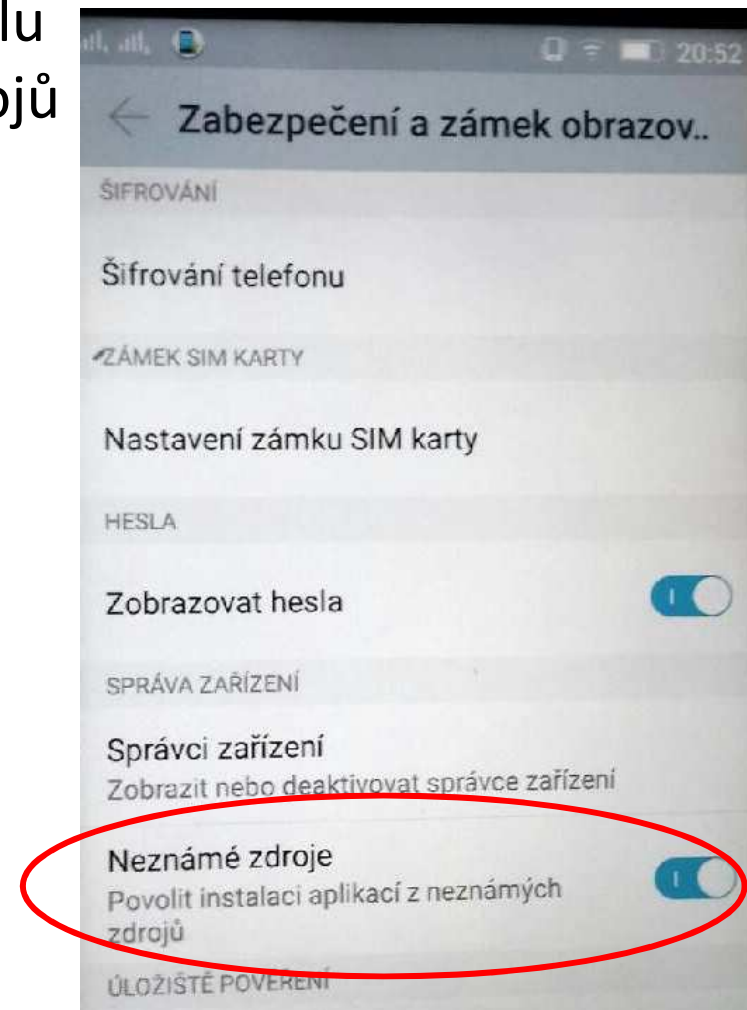 lu
ojů
20:52
Zabezpečení a zámek obrazov..
ŠIFROVÁNÍ
Šifrování telefonu
ZÁMEK SIM KARTY
Nastavení zámku SIM karty
HESLA
Zobrazovat hesla
SPRÁVA ZAŘÍZENÍ
Správci zařízení
Zobrazit nebo deaktivovat správce zařízení
Neznámé zdroje
Povolit instalaci aplikací z neznámých
zdrojů
ÚLOŽIŠTĚ POVĚŘENÍ